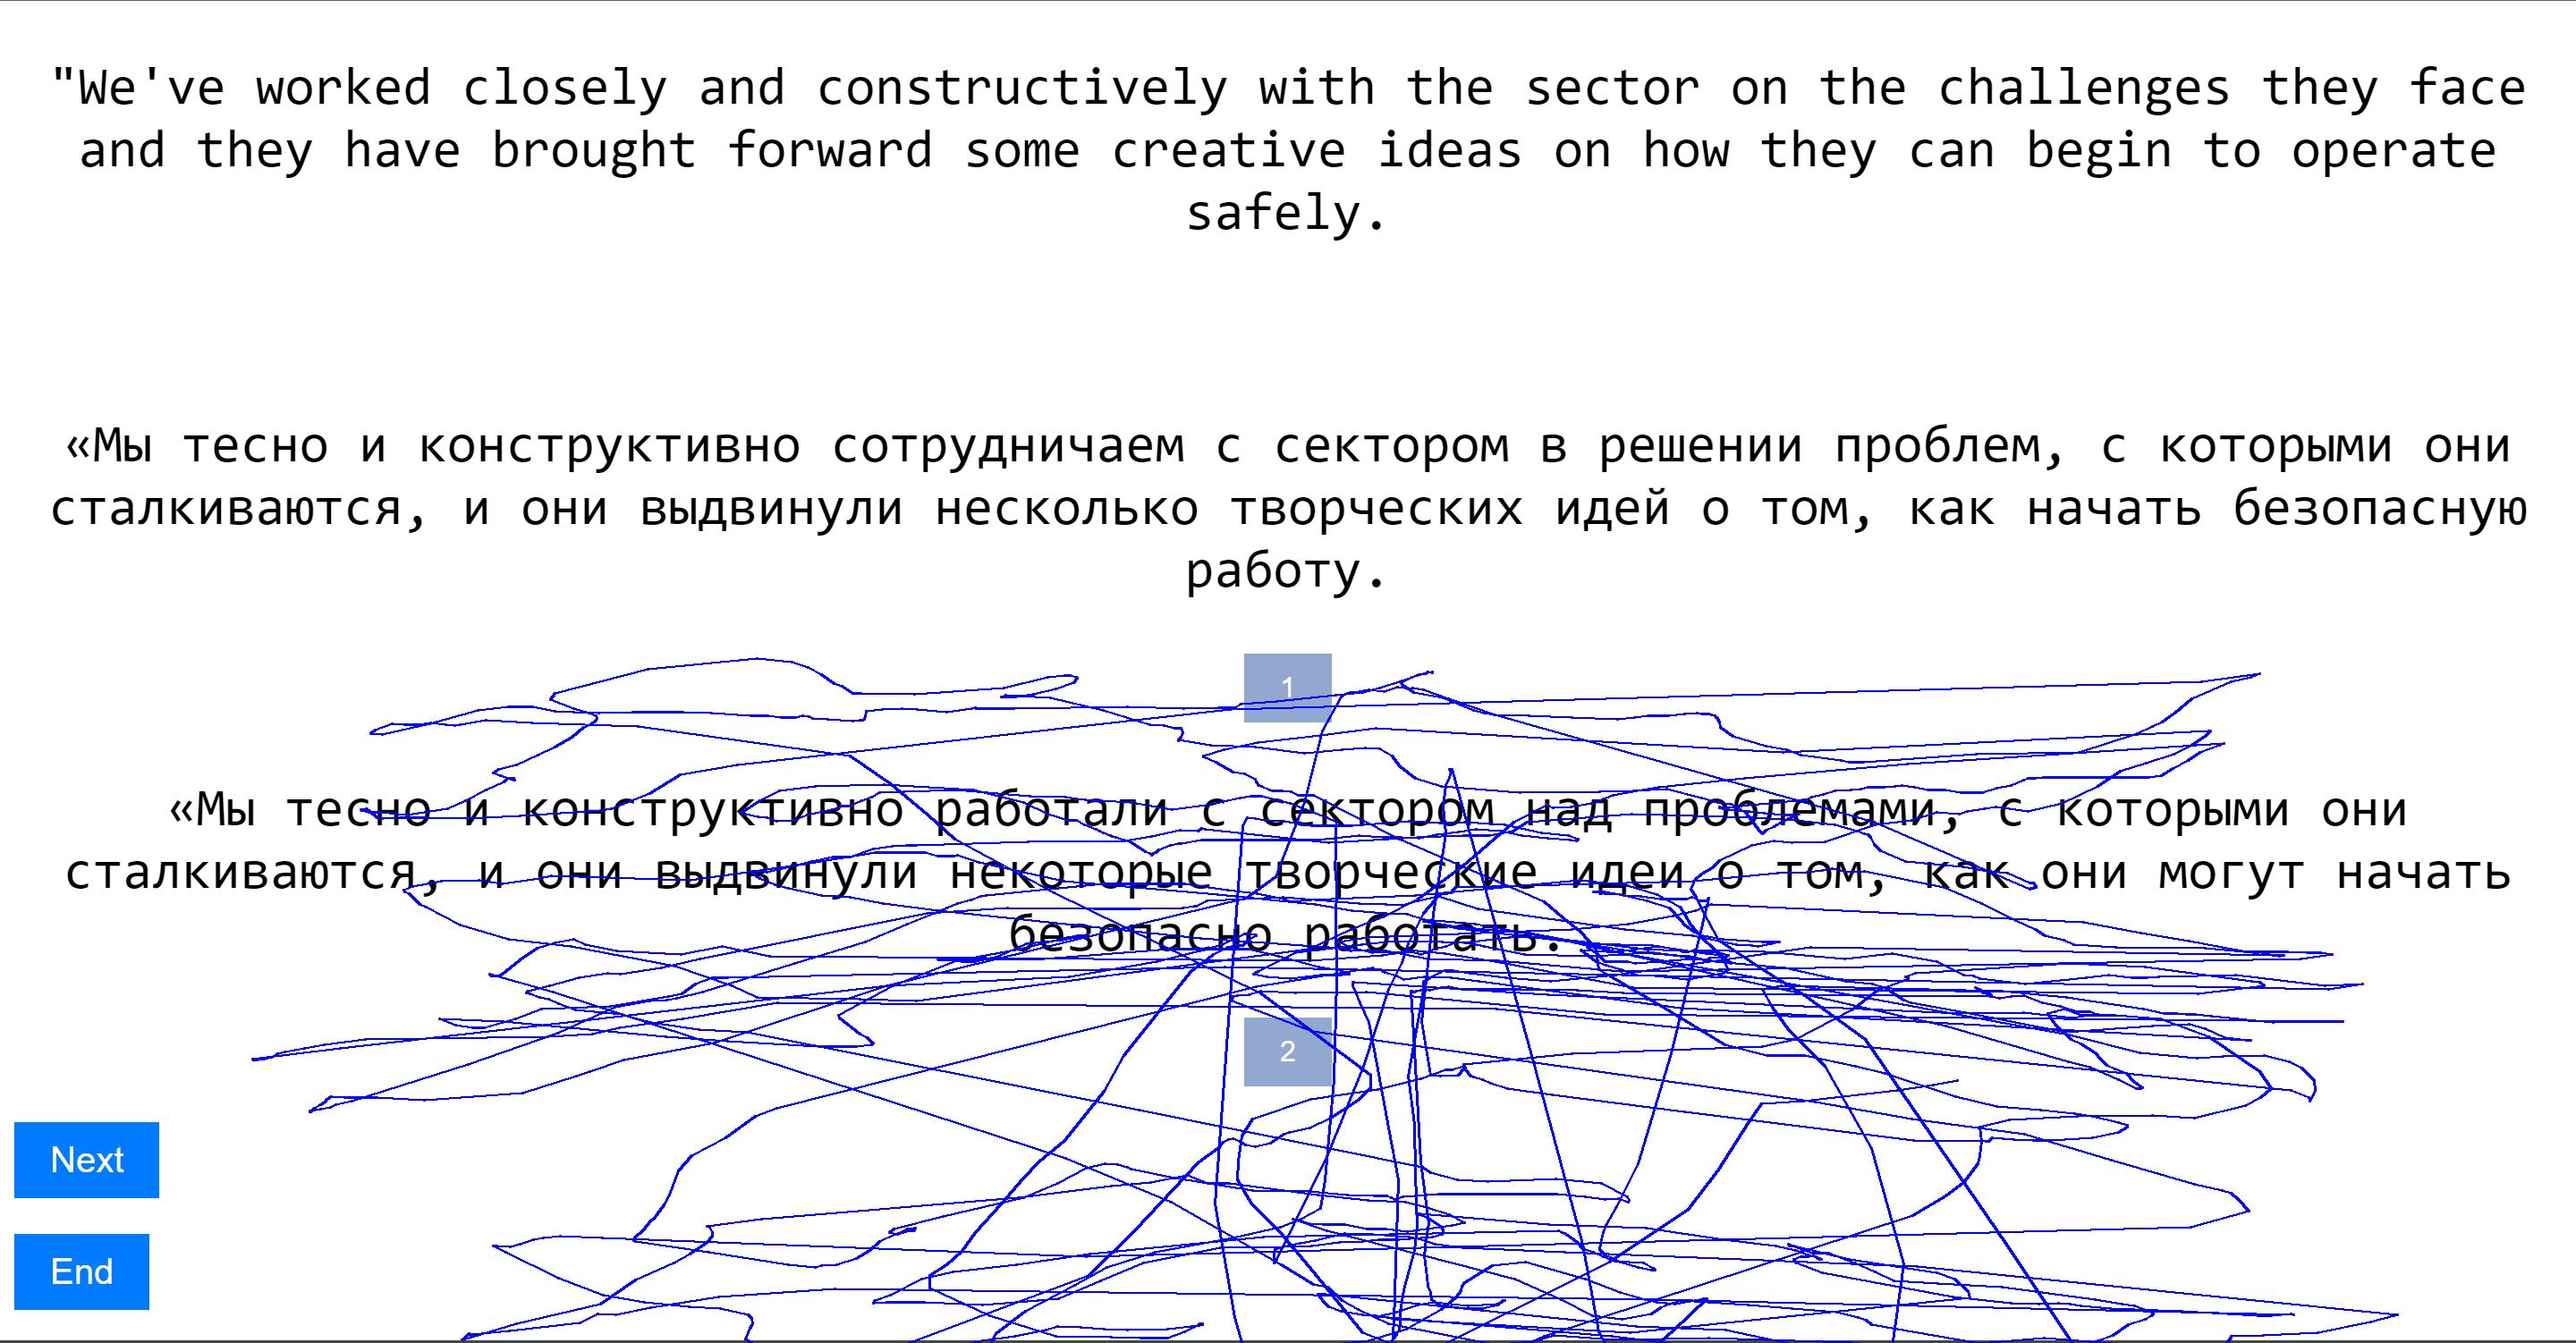 "We've worked closely and constructively with the sector on the challenges they face
and they have brought forward some creative ideas on how they can begin to operate
safely.
«Мы тесно и конструктивно сотрудничаем с сектором в решении проблем, с которыми они
сталкиваются, и они выдвинули несколько творческих идей о том, как начать безопасную
работу.
1
«Мы тесно и конструктивно работали с сектором над проблемами, с которыми они
сталкиваются, и они выдвинули некоторые творческие идеи о том, как они могут начать
безопасно работать.
2
Next
End